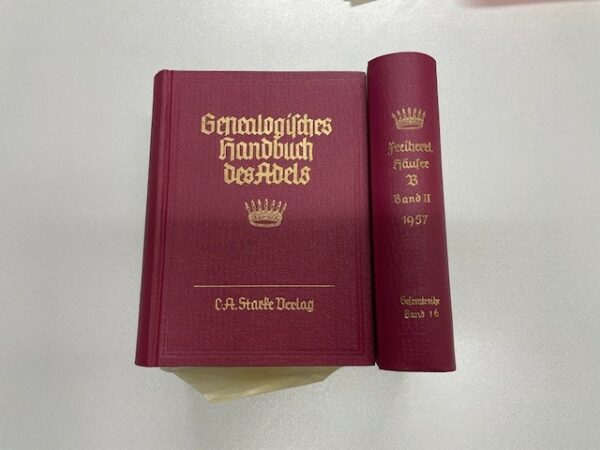 Genealogisches
Handbuch
des Adels
C. A. Starke Verlag
Freiherrl.
Häuser
B
Band II
1957
Gesamtreihe
Band 16